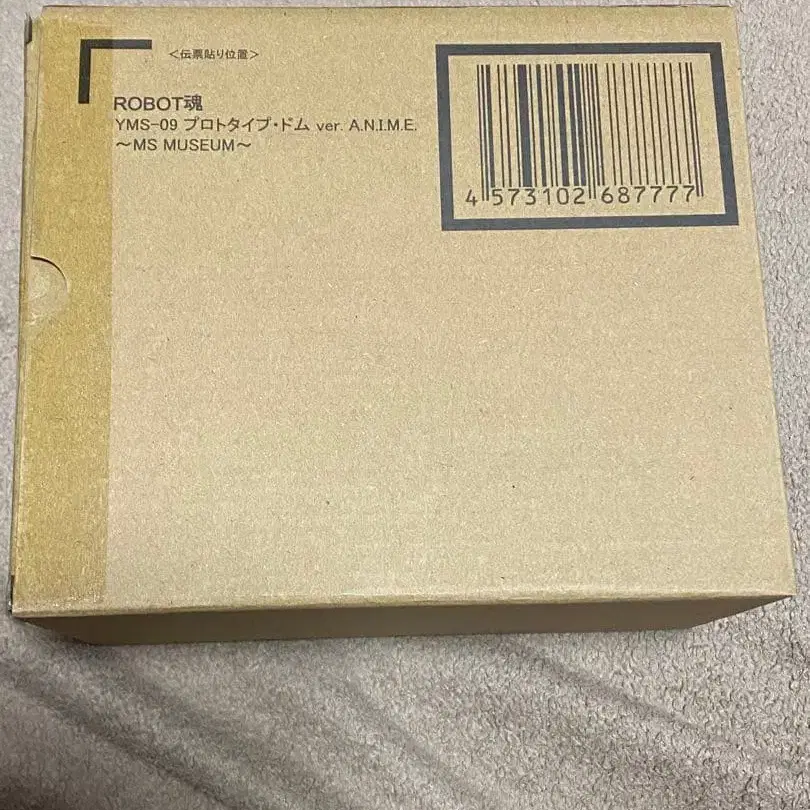 <伝票貼り位置>
ROBOT魂
YMS-09 プロトタイプ・ドム ver. A.N.I.M.E.
～MS MUSEUM～
4 573102 687777